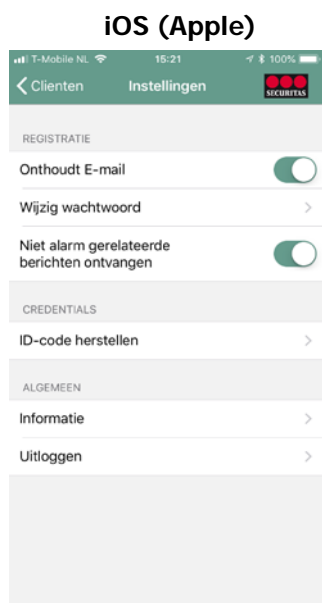 iOS (Apple)
T-Mobile NL 15:21 100%
Clienten Instellingen SECURITAS
REGISTRATIE
Onthoudt E-mail
Wijzig wachtwoord
Niet alarm gerelateerde
berichten ontvangen
CREDENTIALS
ID-code herstellen
ALGEMEEN
Informatie
Uitloggen